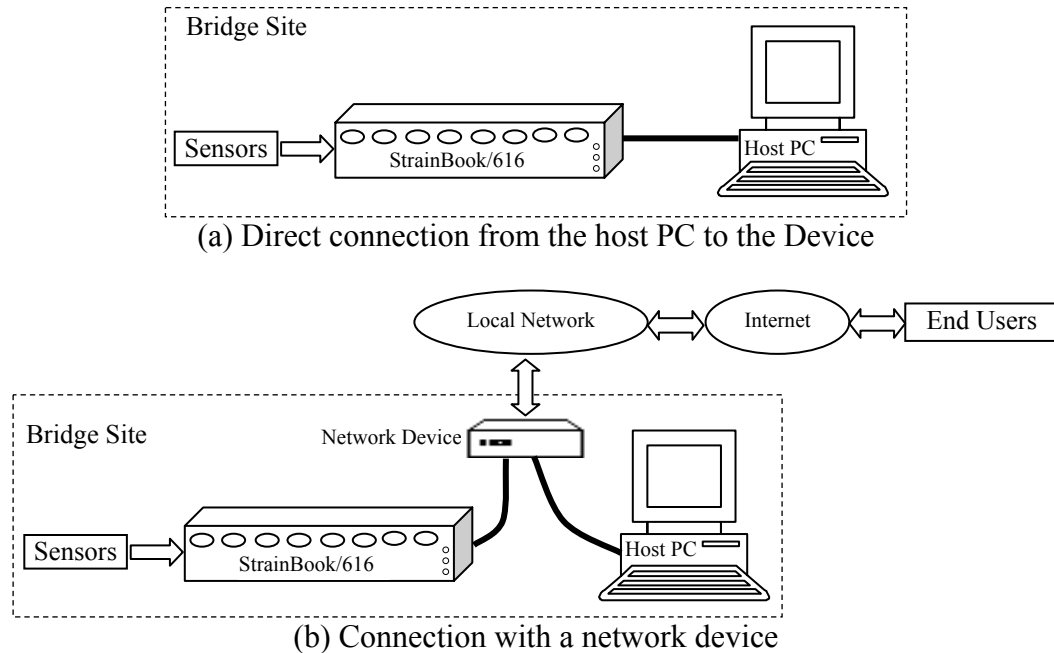 Bridge Site
Sensors
StrainBook/616
Host PC
(a) Direct connection from the host PC to the Device
Local Network
Internet
End Users
Bridge Site
Network Device
Sensors
StrainBook/616
Host PC
(b) Connection with a network device